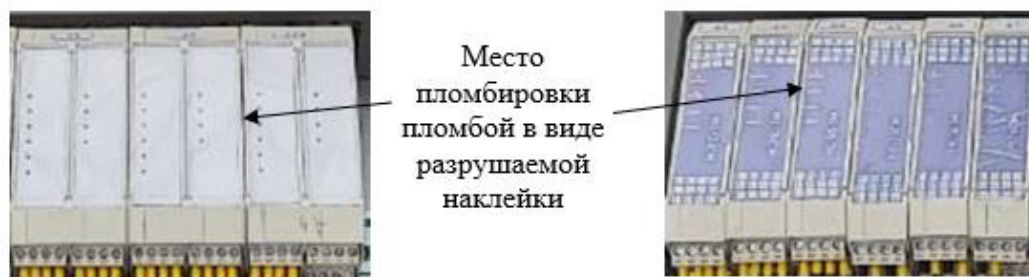 Место
пломбировки
пломбой в виде
разрушаемой
наклейки